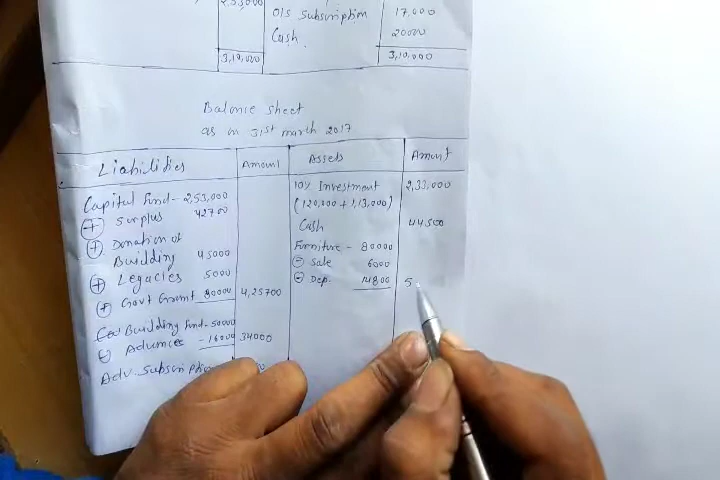 2,53,000 O/S Subscription 17,000
Cash 20000
3,10,000 3,10,000
Balance sheet
as on 31st march 2017
Liabilities Amount Assets Amount
Capital Fund - 2,53,000 10% Investment 2,33,000
+ Surplus 42700 (120,000 + 1,13,000)
+ Donation of Cash 44,500
Building 45000 Furniture - 80000
+ Legacies 5000 - Sale 6000
+ Govt Grant 80000 4,25700 - Dep. 14800 5
Building Fund - 50000
- Advance - 16000 34000
Adv. Subscription